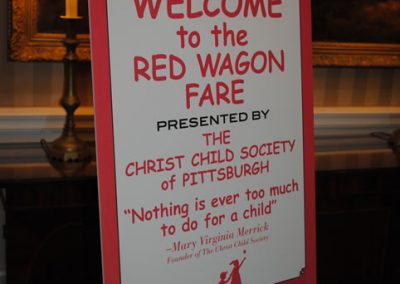 WELCOME
to the
RED WAGON
FARE
PRESENTED BY
THE
CHRIST CHILD SOCIETY
of PITTSBURGH
“Nothing is ever too much
to do for a child”
–Mary Virginia Merrick
Founder of The Christ Child Society